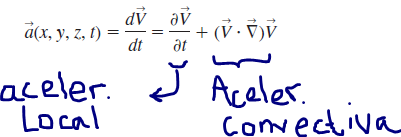 a⃗(x, y, z, t) = dV⃗/dt = ∂V⃗/∂t + (V⃗ · ∇⃗)V⃗
aceler. Aceler.
Local Convectiva